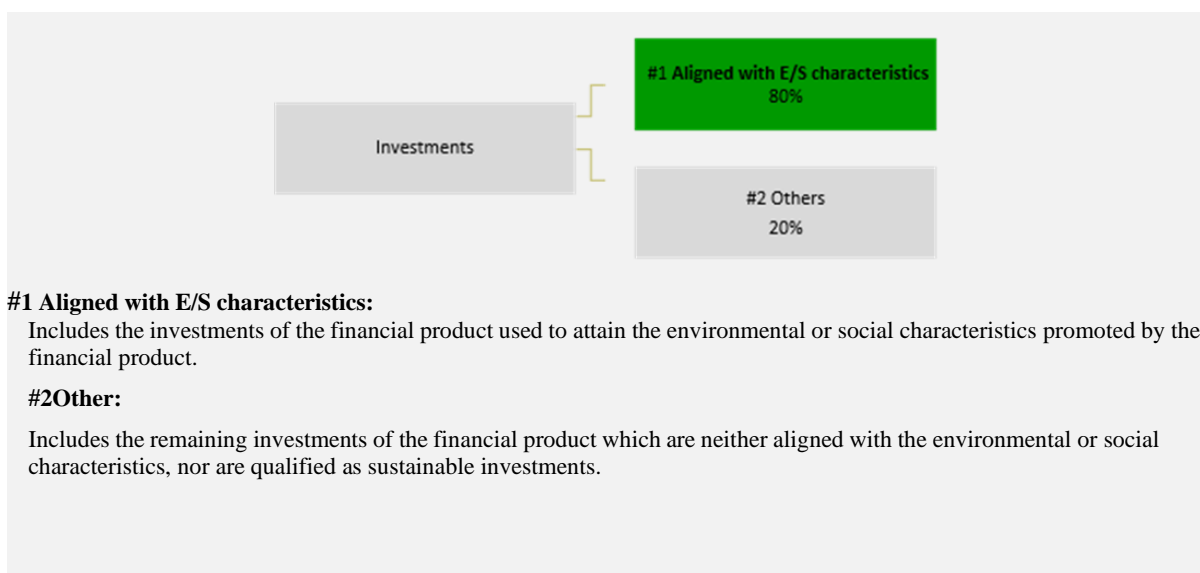 #1 Aligned with E/S characteristics
80%
Investments
#2 Others
20%
#1 Aligned with E/S characteristics:
Includes the investments of the financial product used to attain the environmental or social characteristics promoted by the
financial product.
#2Other:
Includes the remaining investments of the financial product which are neither aligned with the environmental or social
characteristics, nor are qualified as sustainable investments.